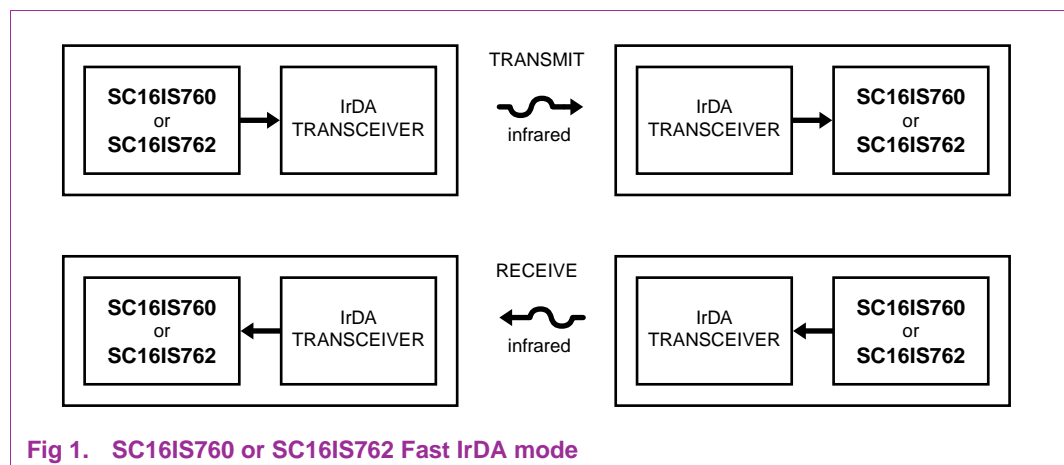 TRANSMIT
SC16IS760
or
SC16IS762
IrDA
TRANSCEIVER
infrared
IrDA
TRANSCEIVER
SC16IS760
or
SC16IS762
RECEIVE
SC16IS760
or
SC16IS762
IrDA
TRANSCEIVER
infrared
IrDA
TRANSCEIVER
SC16IS760
or
SC16IS762
Fig 1. SC16IS760 or SC16IS762 Fast IrDA mode